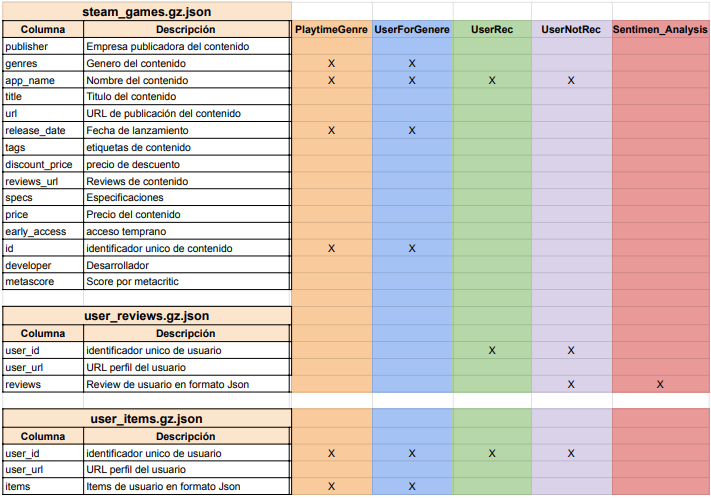 steam_games.gz.json
Columna Descripción PlaytimeGenre UserForGenere UserRec UserNotRec Sentimen_Analysis
publisher Empresa publicadora del contenido
genres Genero del contenido X X
app_name Nombre del contenido X X X X
title Titulo del contenido
url URL de publicación del contenido
release_date Fecha de lanzamiento X X
tags etiquetas de contenido
discount_price precio de descuento
reviews_url Reviews de contenido
specs Especificaciones
price Precio del contenido
early_access acceso temprano
id identificador unico de contenido X X
developer Desarrollador
metascore Score por metacritic
user_reviews.gz.json
Columna Descripción
user_id identificador unico de usuario X X
user_url URL perfil del usuario
reviews Review de usuario en formato Json X X
user_items.gz.json
Columna Descripción
user_id identificador unico de usuario X X X X
user_url URL perfil del usuario
items Items de usuario en formato Json X X